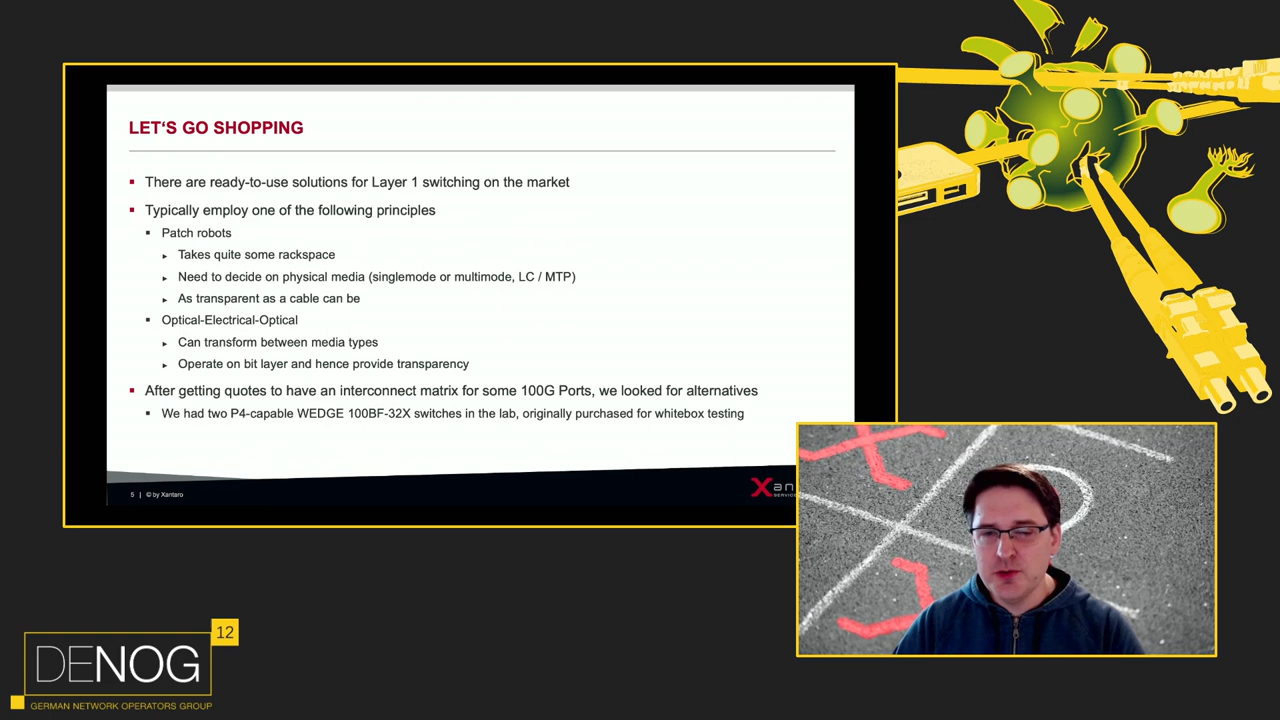 LET'S GO SHOPPING
There are ready-to-use solutions for Layer 1 switching on the market
Typically employ one of the following principles
Patch robots
Takes quite some rackspace
Need to decide on physical media (singlemode or multimode, LC / MTP)
As transparent as a cable can be
Optical-Electrical-Optical
Can transform between media types
Operate on bit layer and hence provide transparency
After getting quotes to have an interconnect matrix for some 100G Ports, we looked for alternatives
We had two P4-capable WEDGE 100BF-32X switches in the lab, originally purchased for whitebox testing
5 | © by Xantaro
Xan
SERVICE
DENOG
12
GERMAN NETWORK OPERATORS GROUP